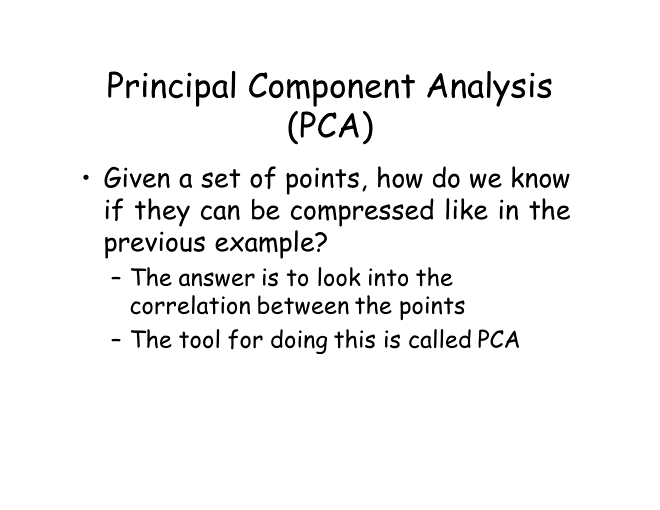 Principal Component Analysis
(PCA)
• Given a set of points, how do we know
if they can be compressed like in the
previous example?
– The answer is to look into the
correlation between the points
– The tool for doing this is called PCA